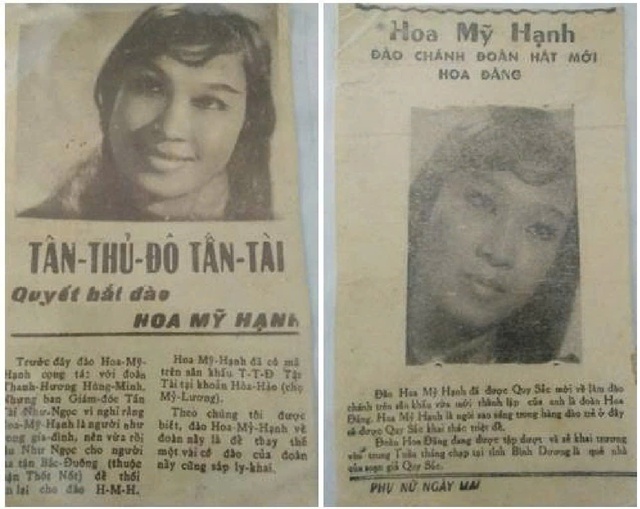 TÂN-THỦ-ĐÔ TẤN-TÀI
Quyết bắt đào
HOA MỸ HẠNH
Trước đây đào Hoa-Mỹ-
Hạnh cọng tá: với đoàn
Thanh-Hương Hùng-Minh.
Nhưng ban Giám-đốc Tấn
Tài Như-Ngọc vì nghĩ rằng
Hoa-Mỹ-Hạnh là người như
trong gia-đình, nên vừa rồi
Như Ngọc cho người
tận Bắc-Đuông (thuộc
Thốt Nốt) để thối
lại cho đào H-M-H.
Hoa Mỹ-Hạnh đã có mặ
trên sân khấu T-T-Đ Tấn
Tài tại khoản Hòa-Hảo (chợ
Mỹ-Lương).
Theo chúng tôi được
biết, đào Hoa-Mỹ-Hạnh về
đoàn này là để thay thế
một vài cô đào của đoàn
này cũng sắp ly-khai.
Hoa Mỹ Hạnh
ĐÀO CHÁNH ĐOÀN HÁT MỚI
HOA ĐĂNG
Đào Hoa Mỹ Hạnh đã được Quy Sắc mời về làm đào
chánh trên sân khấu vừa mới thành lập của anh là đoàn Hoa
Đăng. Hoa Mỹ Hạnh là ngôi sao sáng trong hàng đào trẻ ở đây
sẽ được Quy Sắc khai thác triệt để.
Đoàn Hoa Đăng đang được tập dượt và sẽ khai trương
vào trung Tuần tháng chạp tại tỉnh Bình Dương là quê nhà
của soạn giả Quy Sắc.
PHỤ NỮ NGÀY MAI